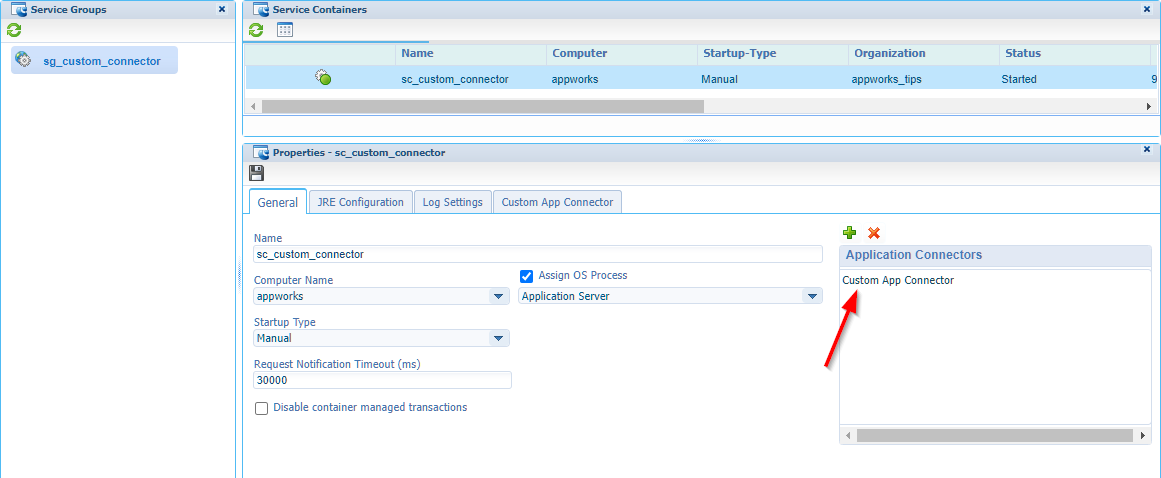 Service Groups
sg_custom_connector
Service Containers
Name Computer Startup-Type Organization Status
sc_custom_connector appworks Manual appworks_tips Started 9
Properties - sc_custom_connector
General JRE Configuration Log Settings Custom App Connector
Name
sc_custom_connector
Computer Name
appworks
Assign OS Process
Application Server
Startup Type
Manual
Request Notification Timeout (ms)
30000
Disable container managed transactions
Application Connectors
Custom App Connector